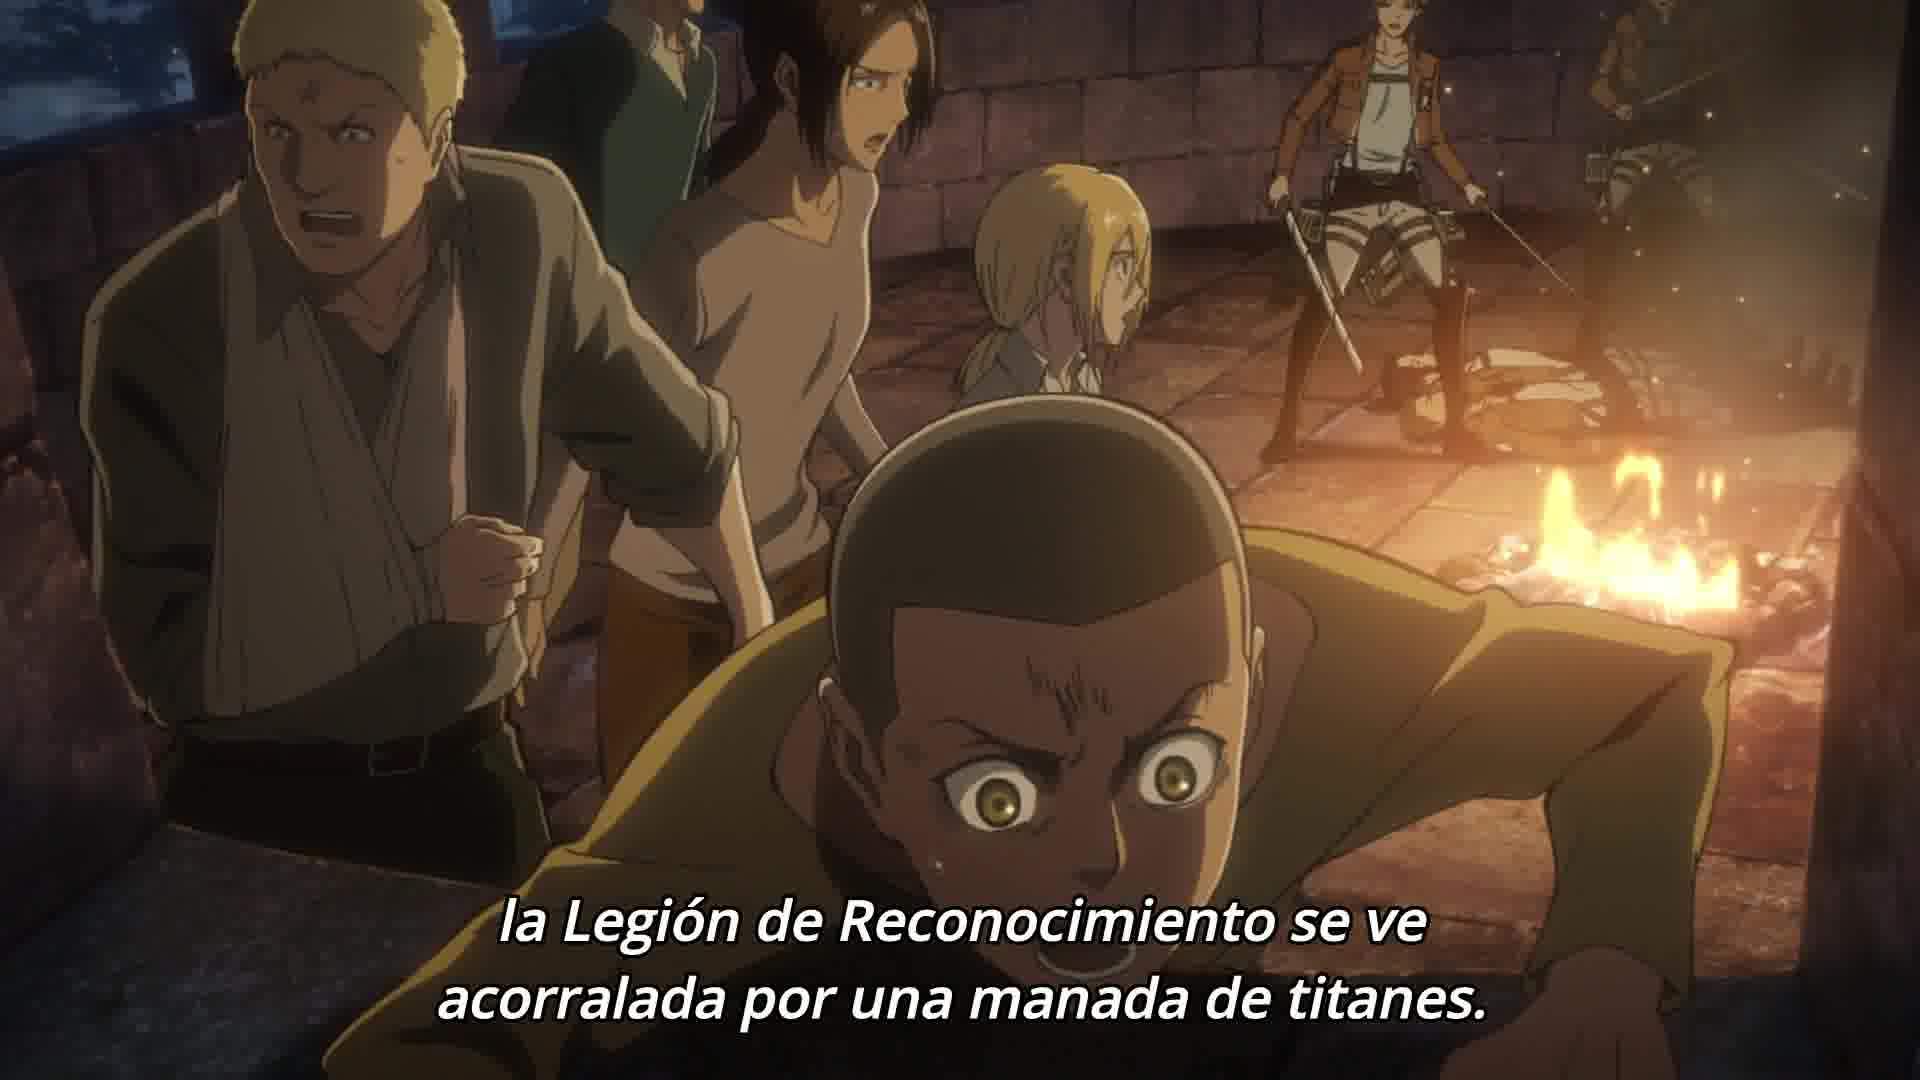 la Legión de Reconocimiento se ve
acorralada por una manada de titanes.